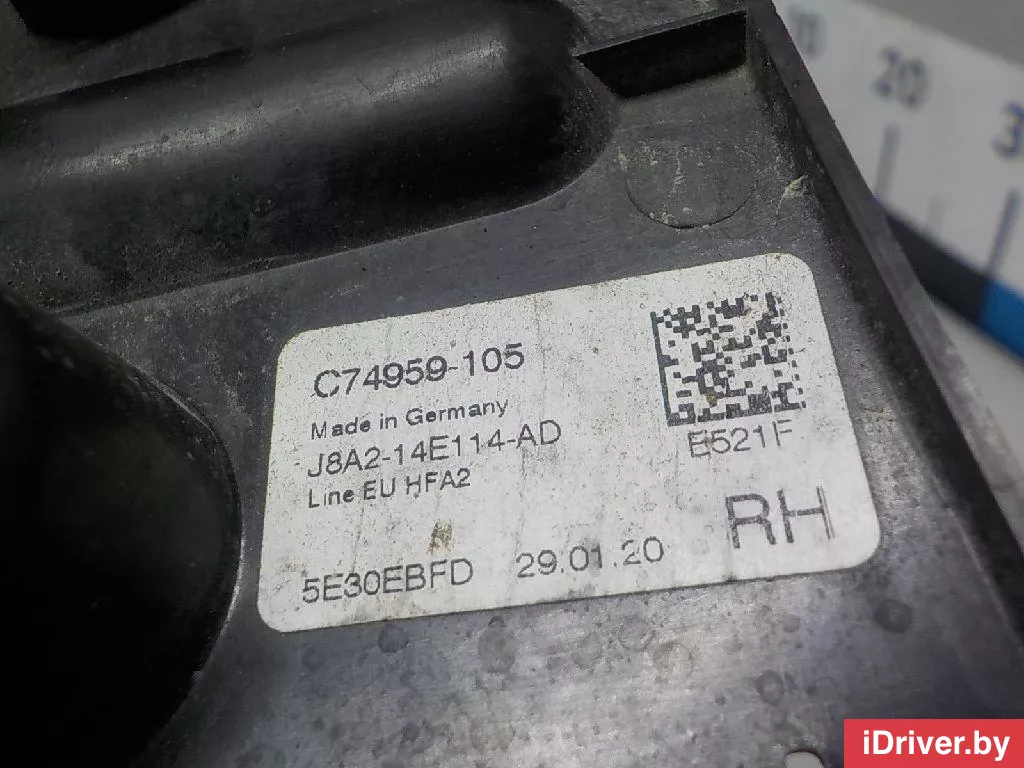 20
C74959-105
Made in Germany
J8A2-14E114-AD
Line EU HFA2
E521F
RH
5E30EBFD 29.01.20
iDriver.by